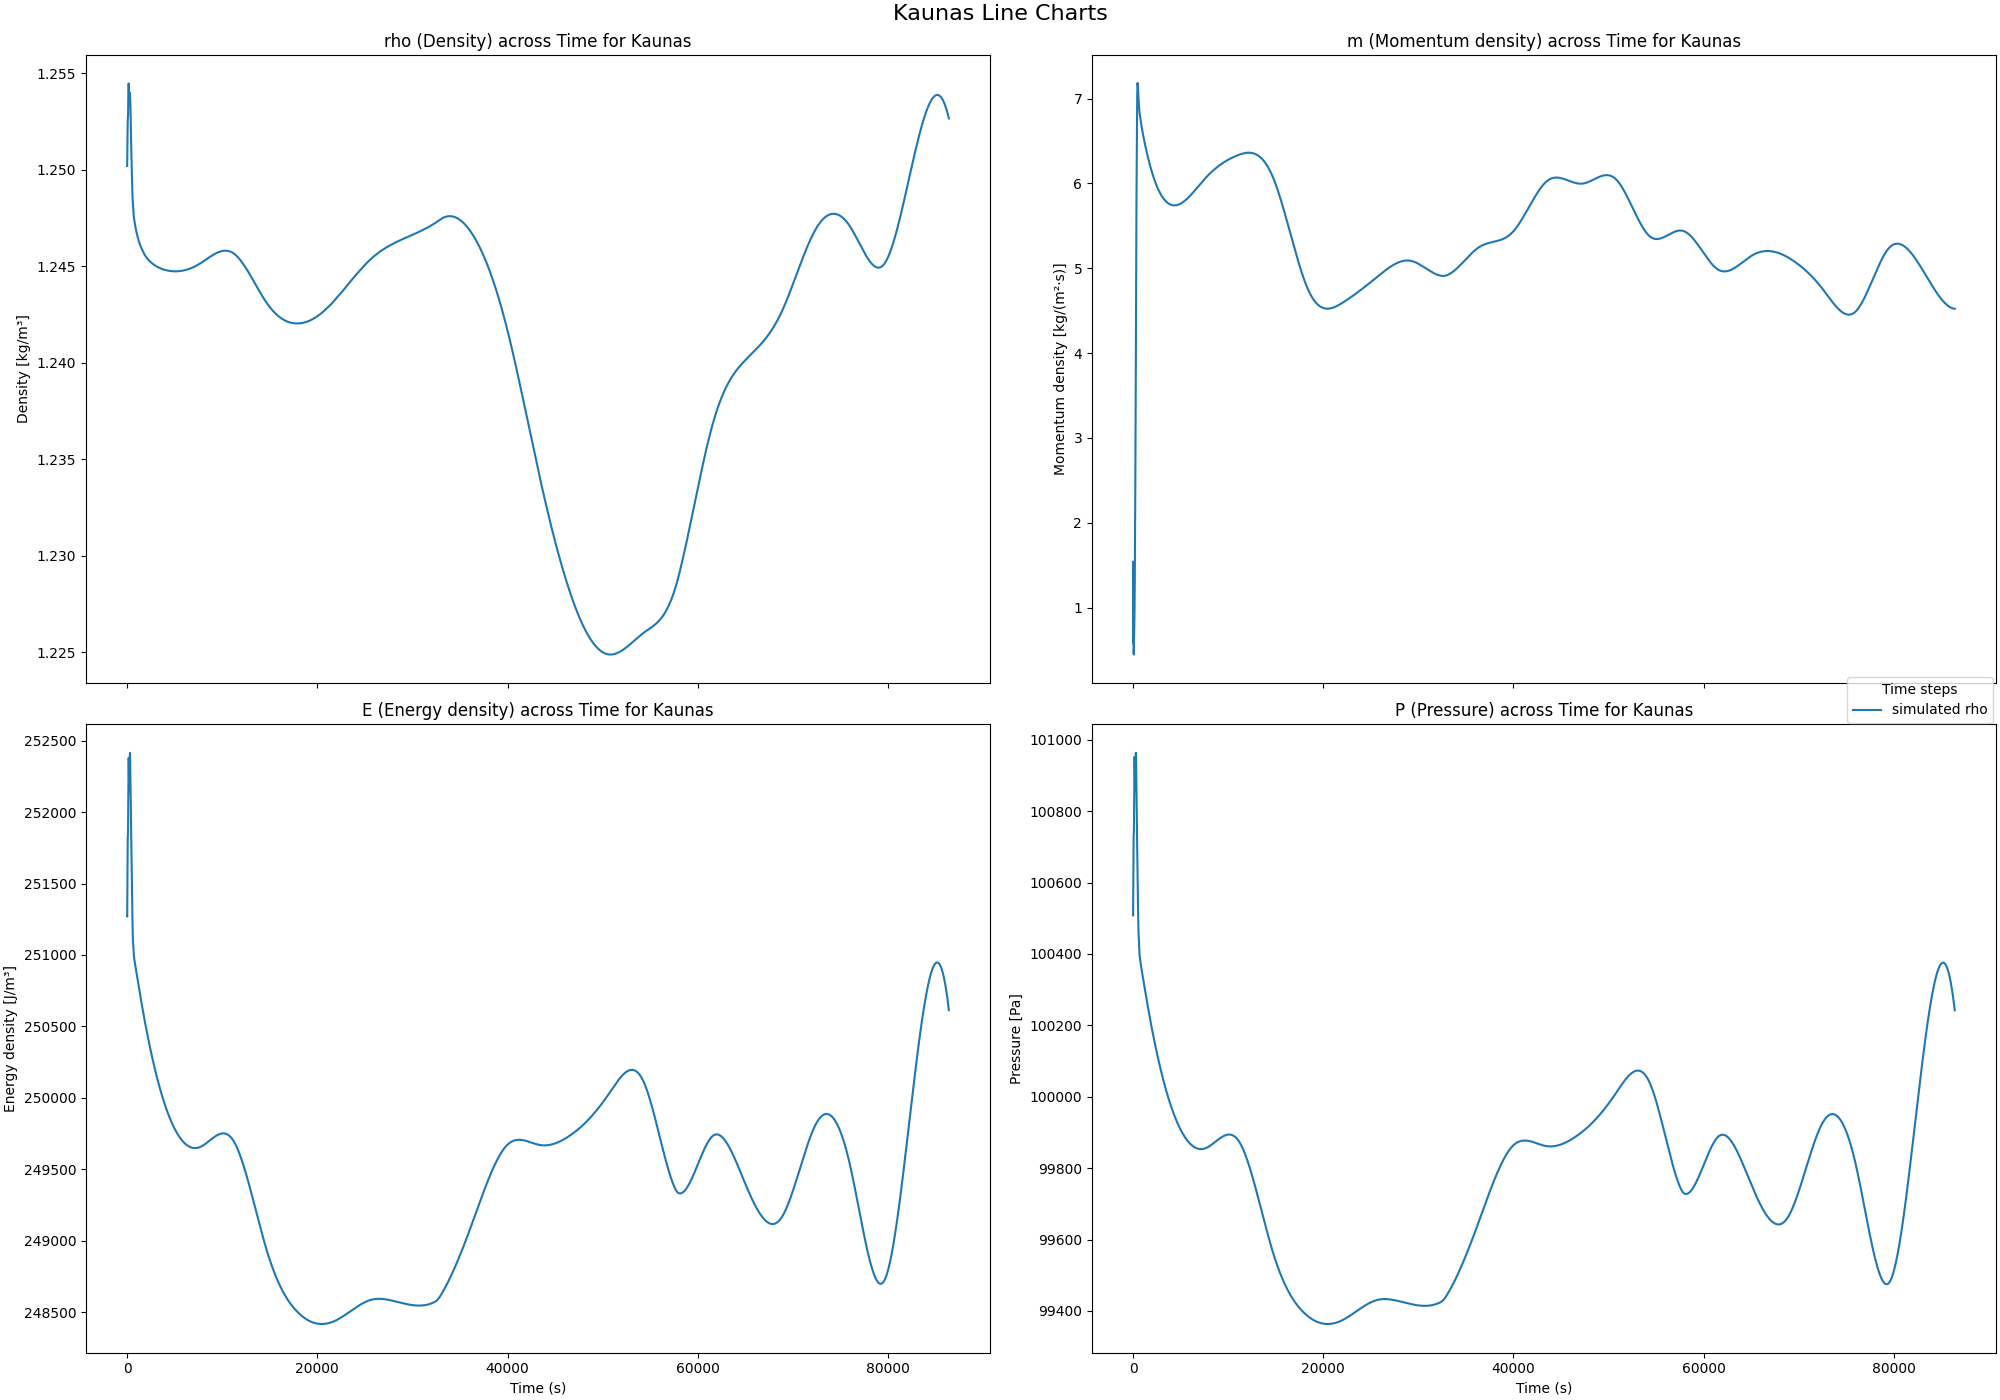 Kaunas Line Charts
rho (Density) across Time for Kaunas
Density [kg/m³]
1.255
1.250
1.245
1.240
1.235
1.230
1.225
m (Momentum density) across Time for Kaunas
Momentum density [kg/(m²·s)]
7
6
5
4
3
2
1
Time steps
simulated rho
E (Energy density) across Time for Kaunas
Energy density [J/m³]
252500
252000
251500
251000
250500
250000
249500
249000
248500
0 20000 40000 60000 80000
Time (s)
P (Pressure) across Time for Kaunas
Pressure [Pa]
101000
100800
100600
100400
100200
100000
99800
99600
99400
0 20000 40000 60000 80000
Time (s)